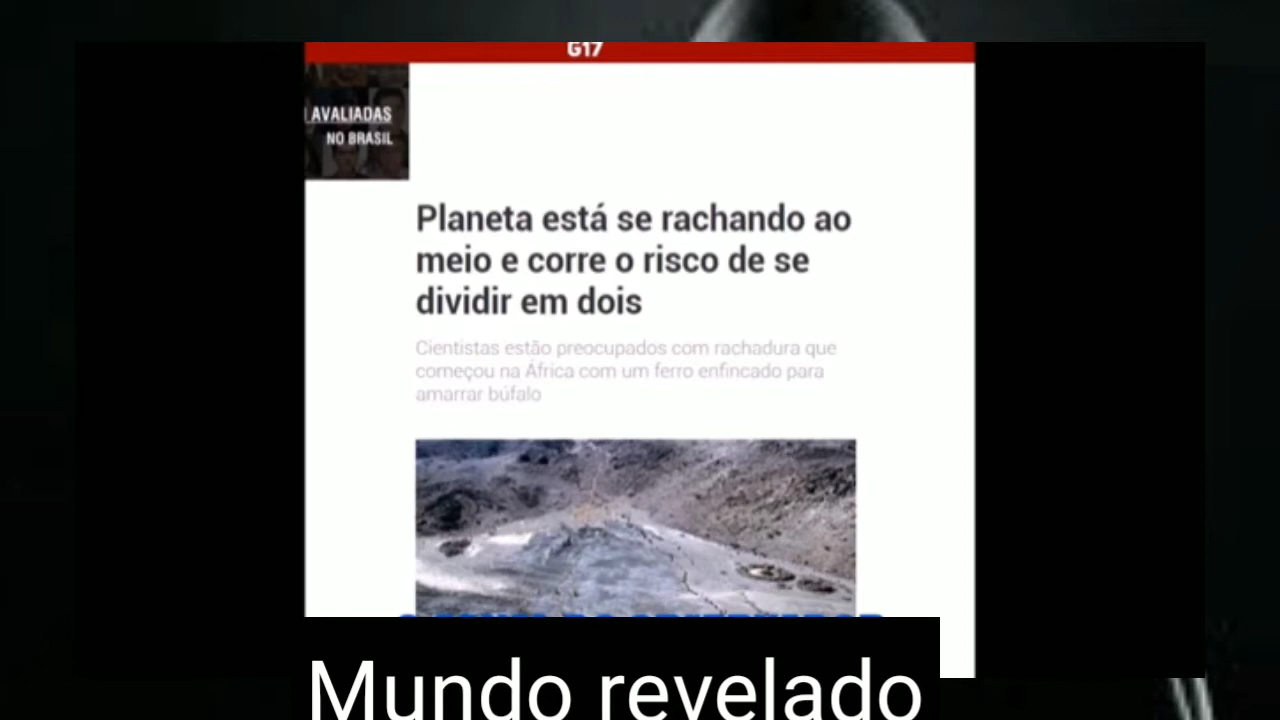 G17
AVALIADAS
NO BRASIL
Planeta está se rachando ao
meio e corre o risco de se
dividir em dois
Cientistas estão preocupados com rachadura que
começou na África com um ferro enfincado para
amarrar búfalo
Mundo revelado